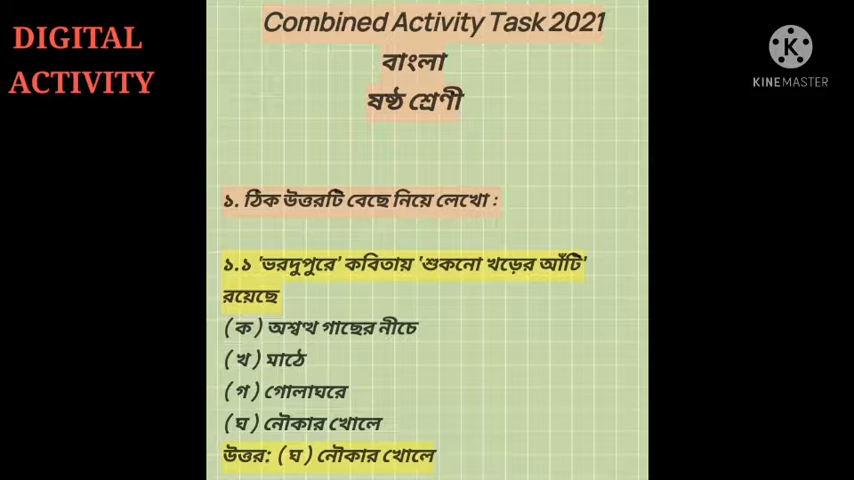 DIGITAL
ACTIVITY
Combined Activity Task 2021
বাংলা
ষষ্ঠ শ্রেণী
K
KINEMASTER
১. ঠিক উত্তরটি বেছে নিয়ে লেখো :
১.১ 'ভরদুপুরে' কবিতায় 'শুকনো খড়ের আঁটি'
রয়েছে
( ক ) অশ্বত্থ গাছের নীচে
( খ ) মাঠে
( গ ) গোলাঘরে
( ঘ ) নৌকার খোলে
উত্তর: ( ঘ ) নৌকার খোলে